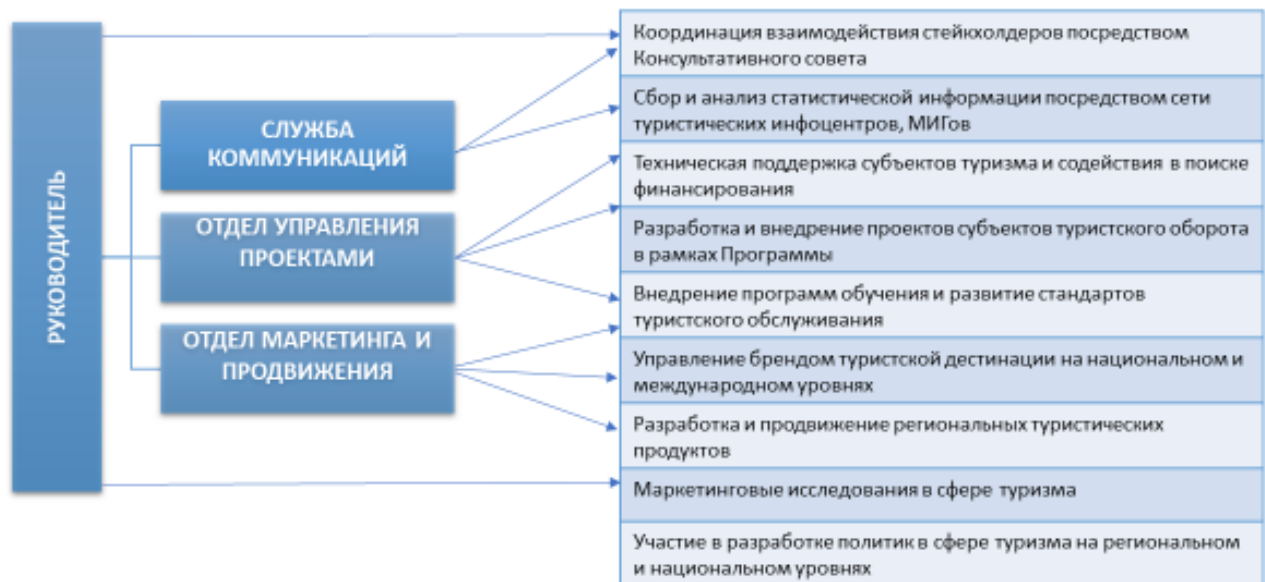 РУКОВОДИТЕЛЬ
СЛУЖБА
КОММУНИКАЦИЙ
ОТДЕЛ УПРАВЛЕНИЯ
ПРОЕКТАМИ
ОТДЕЛ МАРКЕТИНГА И
ПРОДВИЖЕНИЯ
Координация взаимодействия стейкхолдеров посредством
Консультативного совета
Сбор и анализ статистической информации посредством сети
туристических инфоцентров, МИГов
Техническая поддержка субъектов туризма и содействия в поиске
финансирования
Разработка и внедрение проектов субъектов туристского оборота
в рамках Программы
Внедрение программ обучения и развитие стандартов
туристского обслуживания
Управление брендом туристской дестинации на национальном и
международном уровнях
Разработка и продвижение региональных туристических
продуктов
Маркетинговые исследования в сфере туризма
Участие в разработке политик в сфере туризма на региональном
и национальном уровнях